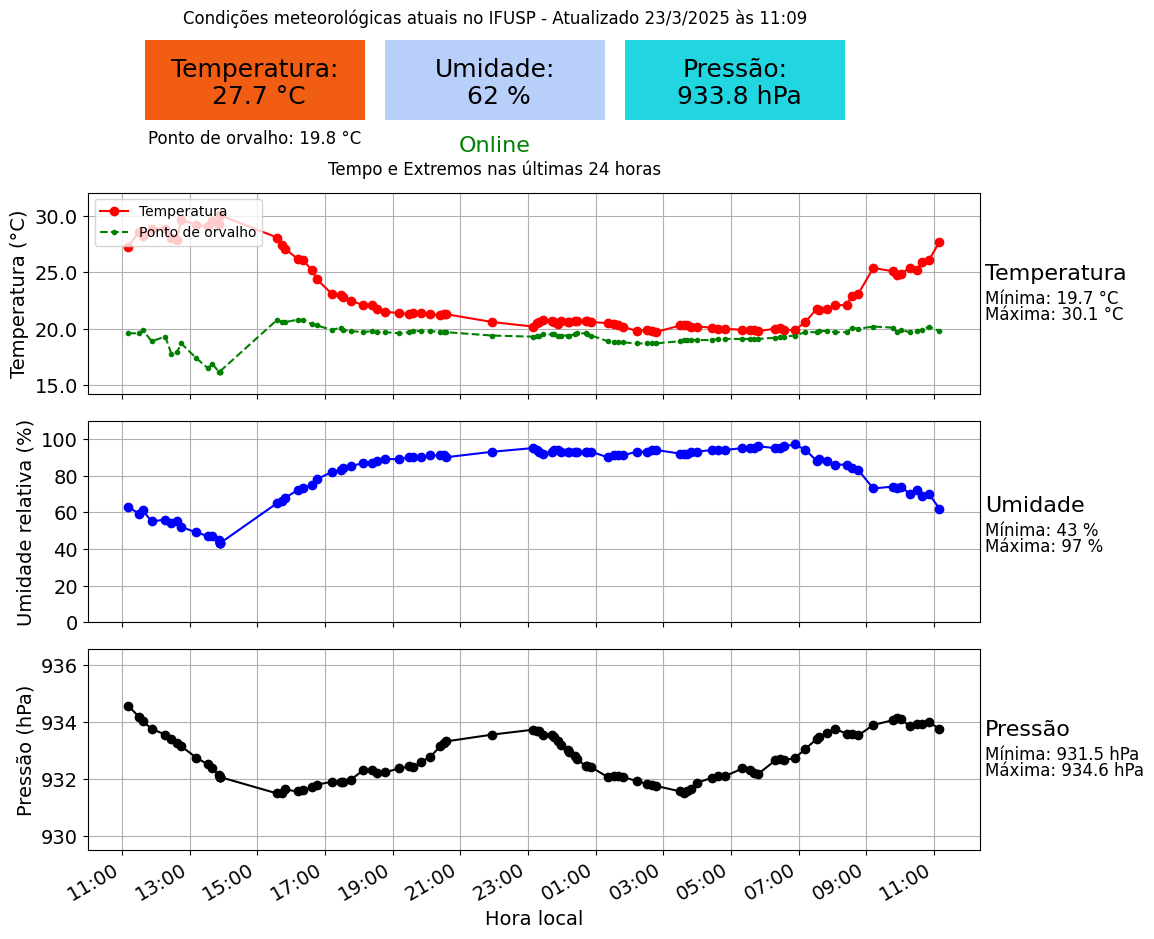 Condições meteorológicas atuais no IFUSP - Atualizado 23/3/2025 às 11:09
Temperatura:
27.7 °C
Umidade:
62 %
Pressão:
933.8 hPa
Ponto de orvalho: 19.8 °C
Online
Tempo e Extremos nas últimas 24 horas
Temperatura (°C)
30.0
25.0
20.0
15.0
Temperatura
Ponto de orvalho
Temperatura
Mínima: 19.7 °C
Máxima: 30.1 °C
Umidade relativa (%)
100
80
60
40
20
0
Umidade
Mínima: 43 %
Máxima: 97 %
Pressão (hPa)
936
934
932
930
Pressão
Mínima: 931.5 hPa
Máxima: 934.6 hPa
11:00 13:00 15:00 17:00 19:00 21:00 23:00 01:00 03:00 05:00 07:00 09:00 11:00
Hora local